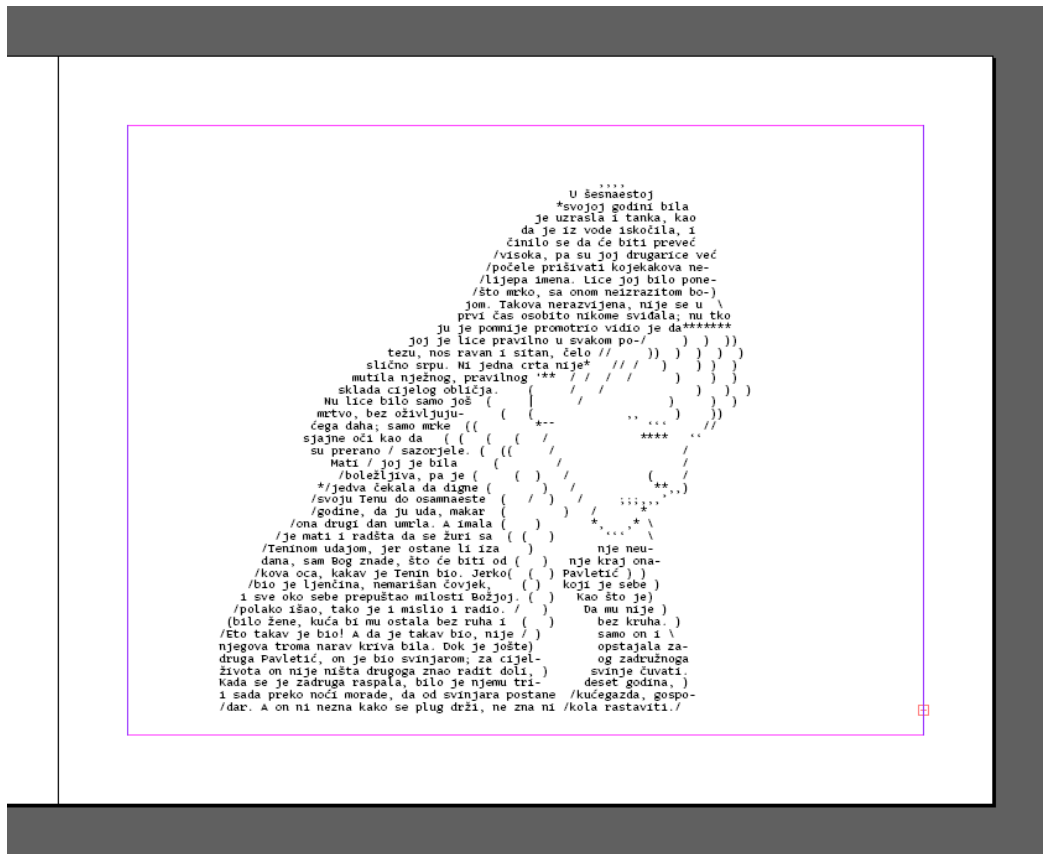 ,,,,
U šesnaestoj
*svojoj godini bila
je uzrasla i tanka, kao
da je iz vode iskočila, i
činilo se da će biti preveć
/visoka, pa su joj drugarice već
/počele prišivati kojekakova ne-
/lijepa imena. Lice joj bilo pone-
/što mrko, sa onom neizrazitom bo-)
jom. Takova nerazvijena, nije se u \
prvi čas osobito nikome sviđala; nu tko
ju je pomnije promotrio vidio je da*******
joj je lice pravilno u svakom po-/ ) ) ))
tezu, nos ravan i sitan, čelo // )) ) ) ) )
slično srpu. Ni jedna crta nije* // / ) ) ) )
mutila nježnog, pravilnog ‘** / / / / ) ) )
sklada cijelog obličja. ( / / ) ) )
Nu lice bilo samo još ( | / ) ) )
mrtvo, bez oživljuju- ( ( ,, ) ))
ćega daha; samo mrke (( *-- ‘‘‘ //
sjajne oči kao da ( ( ( ( / **** ‘‘
su prerano / sazorjele. ( (( / /
Mati / joj je bila ( / /
/boležljiva, pa je ( ( ) / ( /
*/jedva čekala da digne ( ) / **,,)
/svoju Tenu do osamnaeste ( / ) / ;;;,,,’
/godine, da ju uda, makar ( ) / *
/ona drugi dan umrla. A imala ( ) *, ,* \
/je mati i radšta da se žuri sa ( ( ) ‘‘‘ \
/Teninom udajom, jer ostane li iza ) nje neu-
dana, sam Bog znade, što će biti od ( ) nje kraj ona-
/kova oca, kakav je Tenin bio. Jerko( ( ) Pavletić ) )
/bio je ljenčina, nemarišan čovjek, ( ) koji je sebe )
i sve oko sebe prepuštao milosti Božjoj. ( ) Kao što je)
/polako išao, tako je i mislio i radio. / ) Da mu nije )
(bilo žene, kuća bi mu ostala bez ruha i ( ) bez kruha. )
/Eto takav je bio! A da je takav bio, nije / ) samo on i \
njegova troma narav kriva bila. Dok je jošte) opstajala za-
druga Pavletić, on je bio svinjarom; za cijel- og zadružnoga
života on nije ništa drugoga znao radit doli, ) svinje čuvati.
Kada se je zadruga raspala, bilo je njemu tri- deset godina, )
i sada preko noći morade, da od svinjara postane /kućegazda, gospo-
/dar. A on ni nezna kako se plug drži, ne zna ni /kola rastaviti./